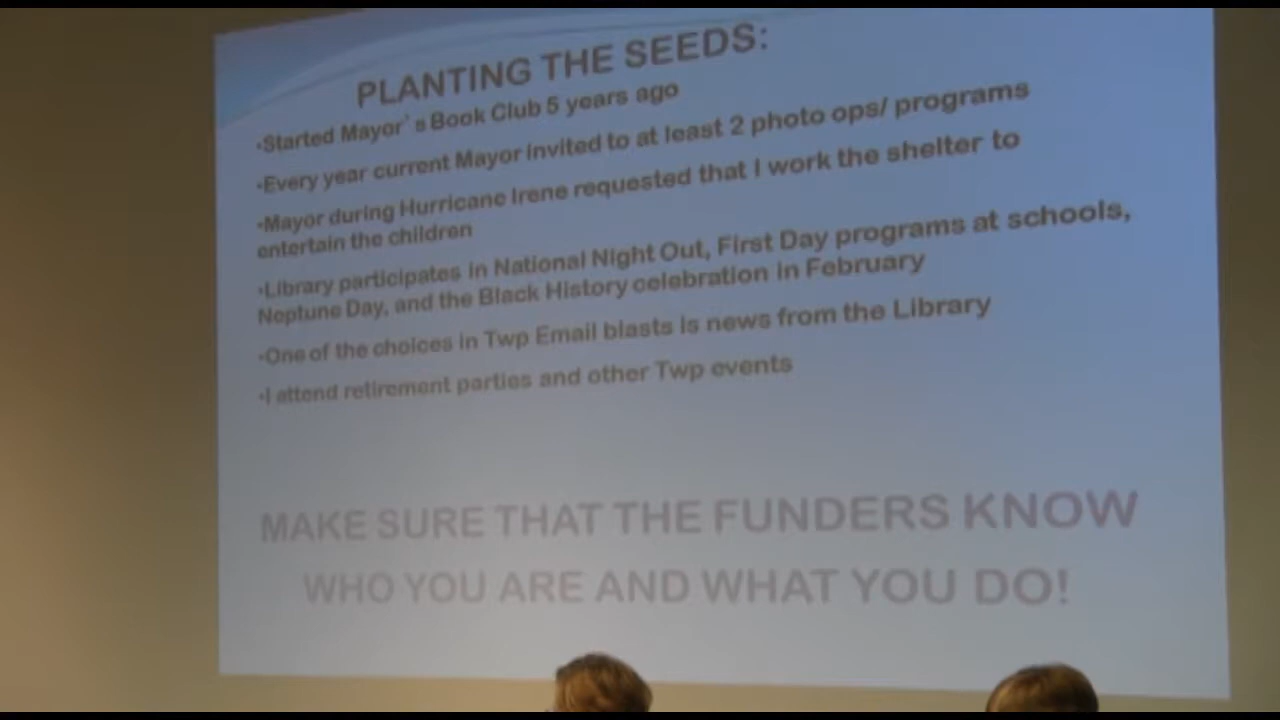 PLANTING THE SEEDS:
•Started Mayor’s Book Club 5 years ago
•Every year current Mayor invited to at least 2 photo ops/ programs
•Mayor during Hurricane Irene requested that I work the shelter to
entertain the children
•Library participates in National Night Out, First Day programs at schools,
Neptune Day, and the Black History celebration in February
•One of the choices in Twp Email blasts is news from the Library
•I attend retirement parties and other Twp events
MAKE SURE THAT THE FUNDERS KNOW
WHO YOU ARE AND WHAT YOU DO!